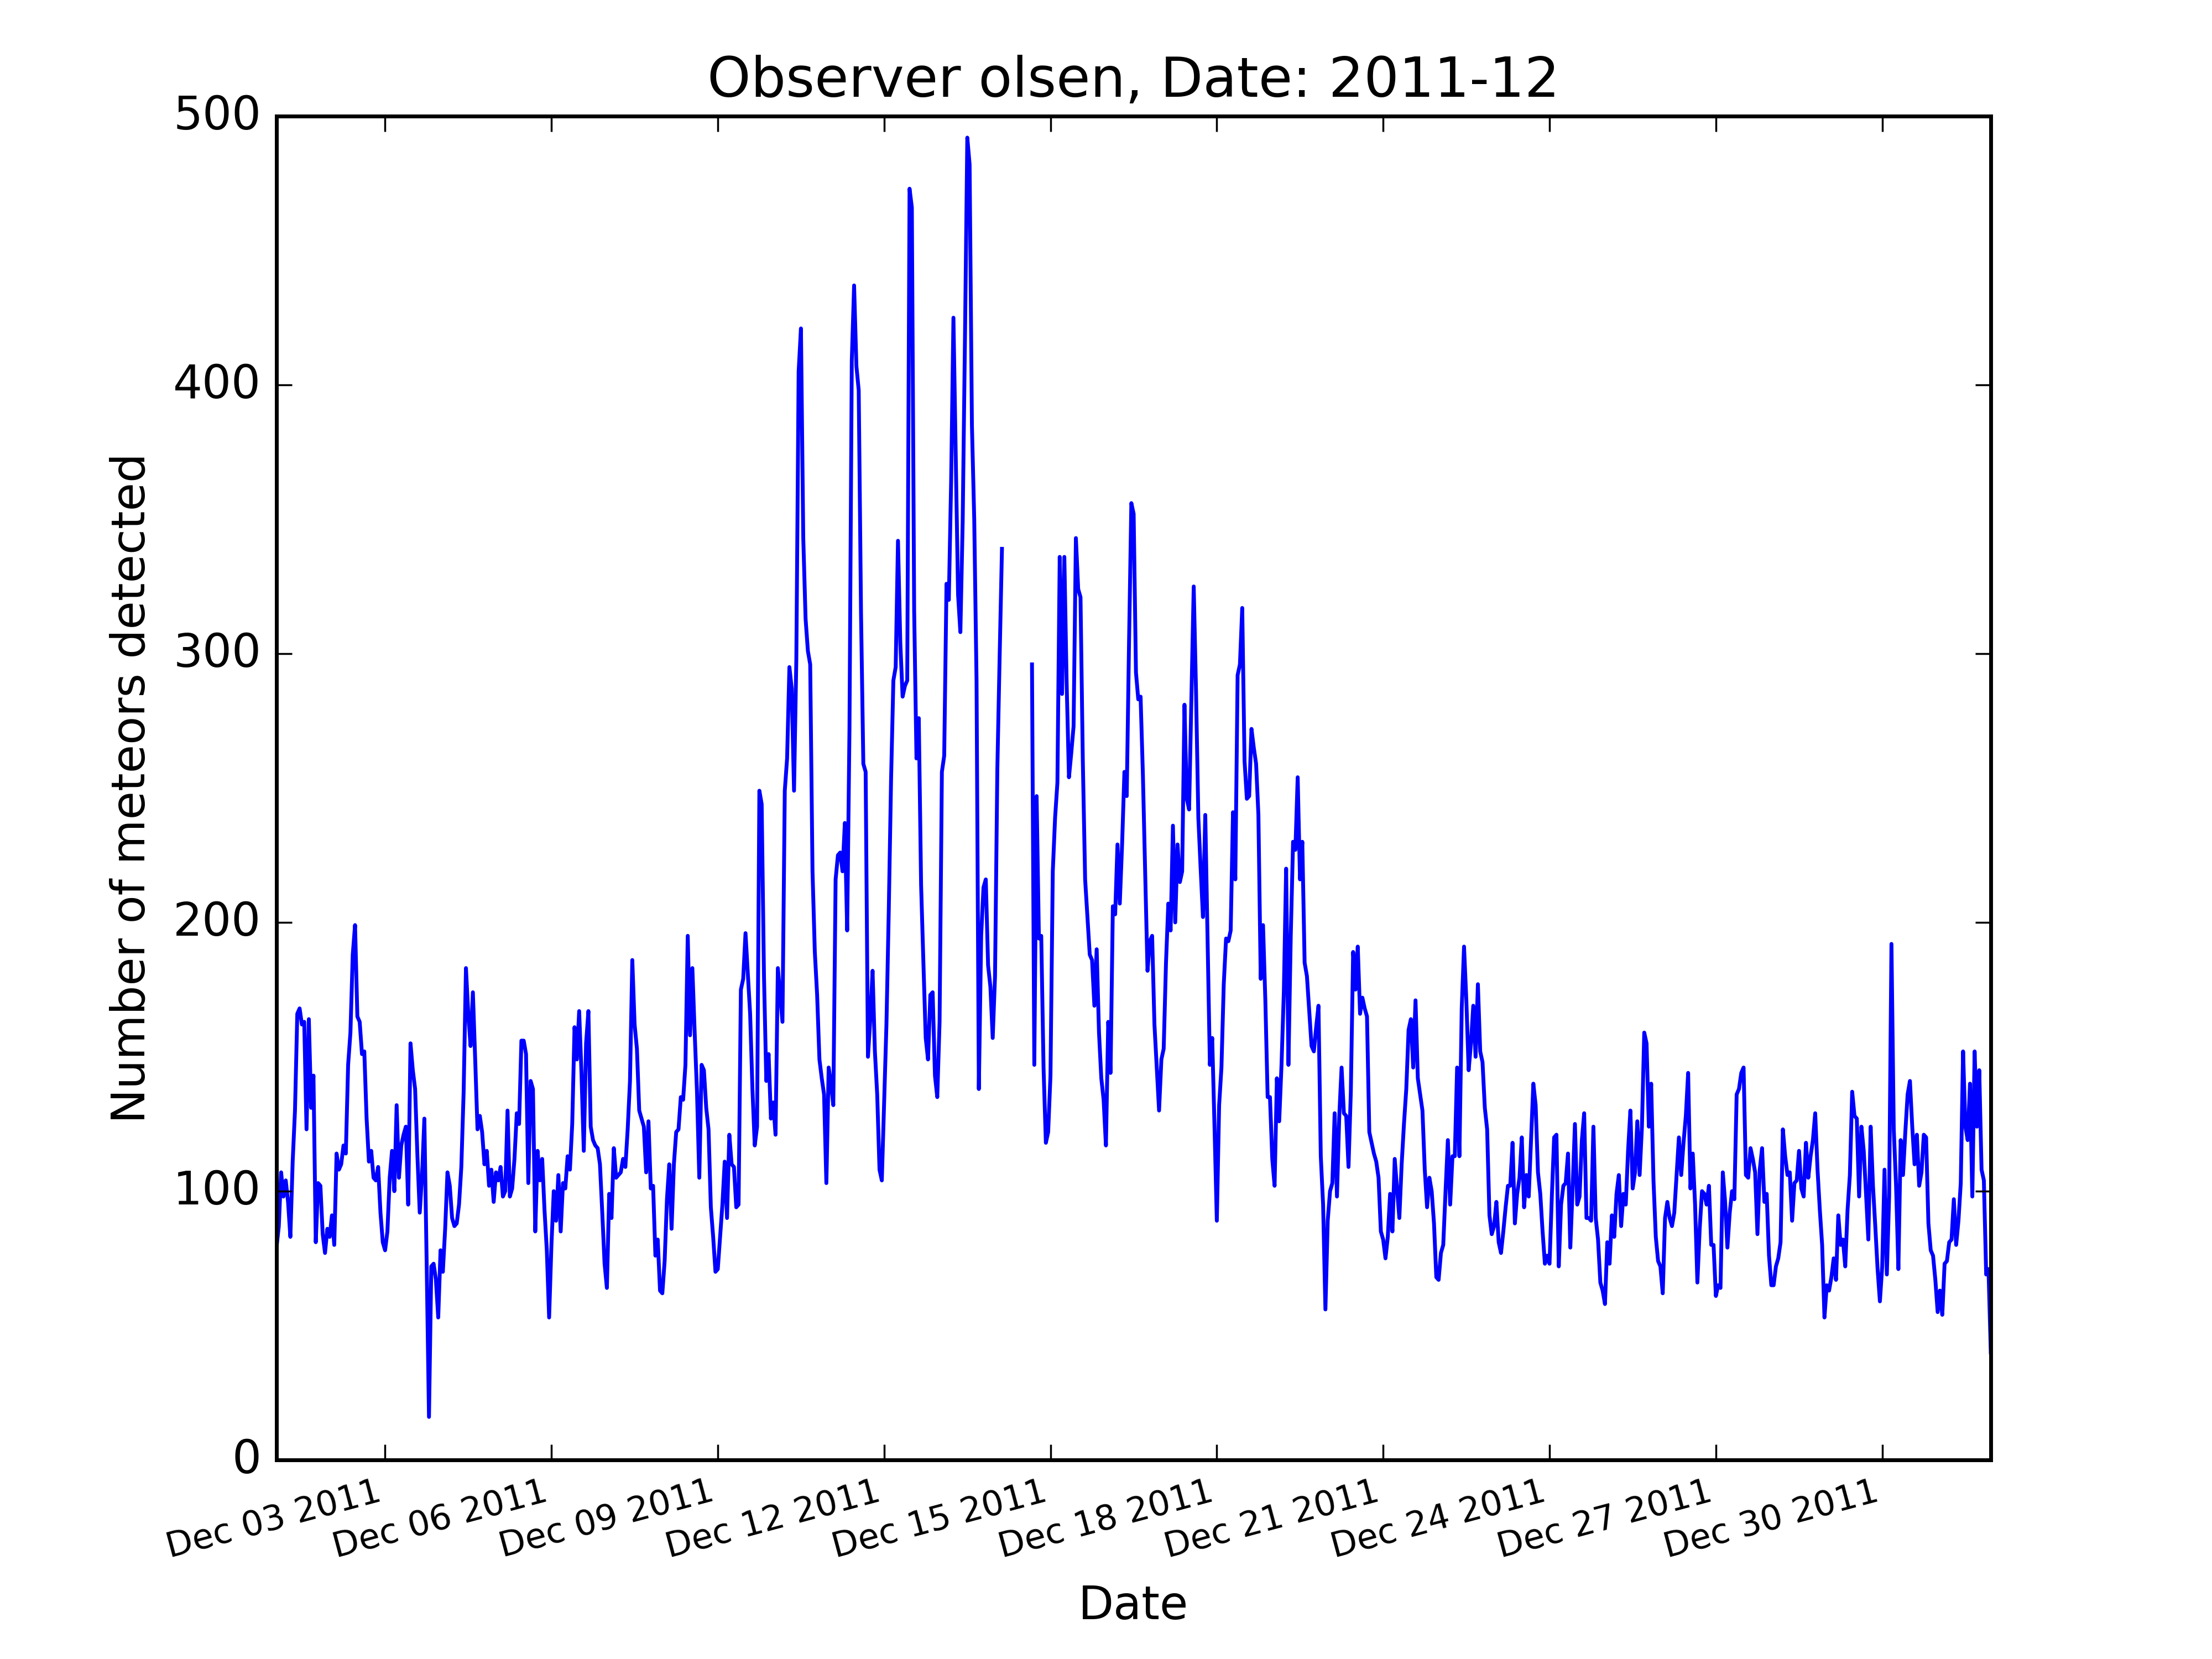 Observer olsen, Date: 2011-12
Number of meteors detected
500
400
300
200
100
0
Dec 03 2011
Dec 06 2011
Dec 09 2011
Dec 12 2011
Dec 15 2011
Dec 18 2011
Dec 21 2011
Dec 24 2011
Dec 27 2011
Dec 30 2011
Date